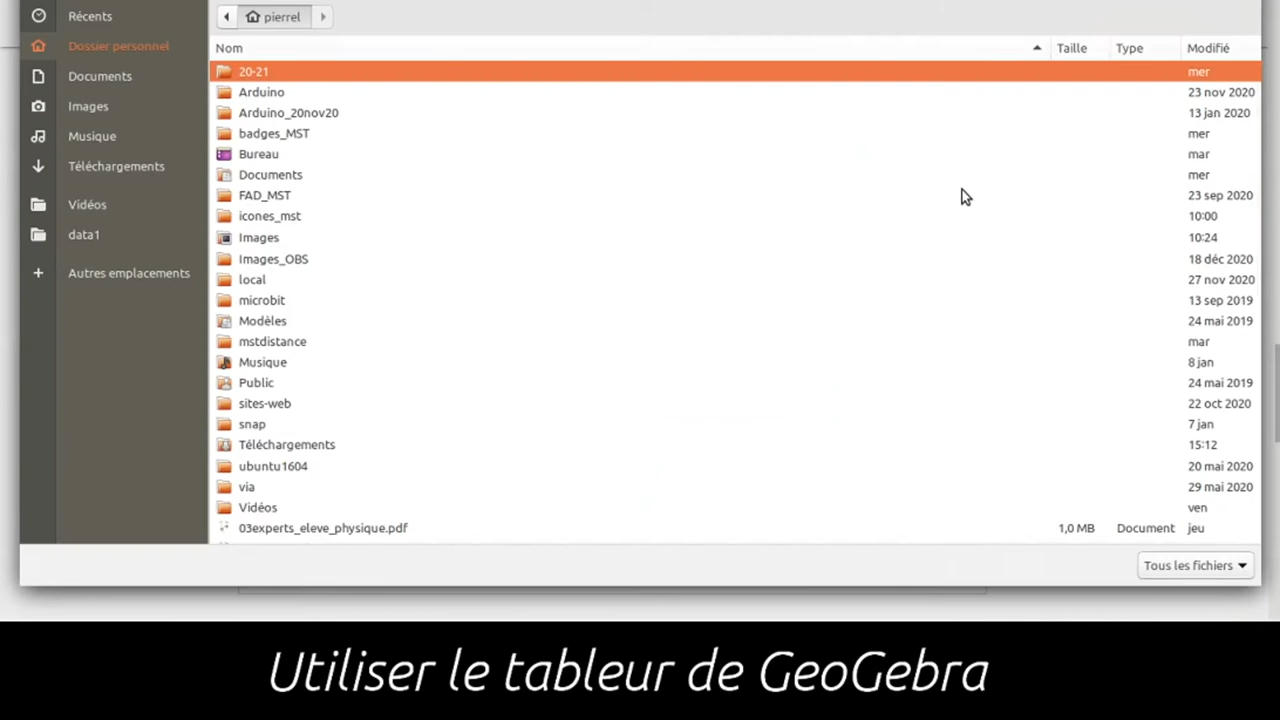 Récents
Dossier personnel
Documents
Images
Musique
Téléchargements
Vidéos
data1
Autres emplacements
pierrel
Nom Taille Type Modifié
20-21 mer
Arduino 23 nov 2020
Arduino_20nov20 13 jan 2020
badges_MST mer
Bureau mar
Documents mer
FAD_MST 23 sep 2020
icones_mst 10:00
Images 10:24
Images_OBS 18 déc 2020
local 27 nov 2020
microbit 13 sep 2019
Modèles 24 mai 2019
mstdistance mar
Musique 8 jan
Public 24 mai 2019
sites-web 22 oct 2020
snap 7 jan
Téléchargements 15:12
ubuntu1604 20 mai 2020
via 29 mai 2020
Vidéos ven
03experts_eleve_physique.pdf 1,0 MB Document jeu
Tous les fichiers
Utiliser le tableur de GeoGebra